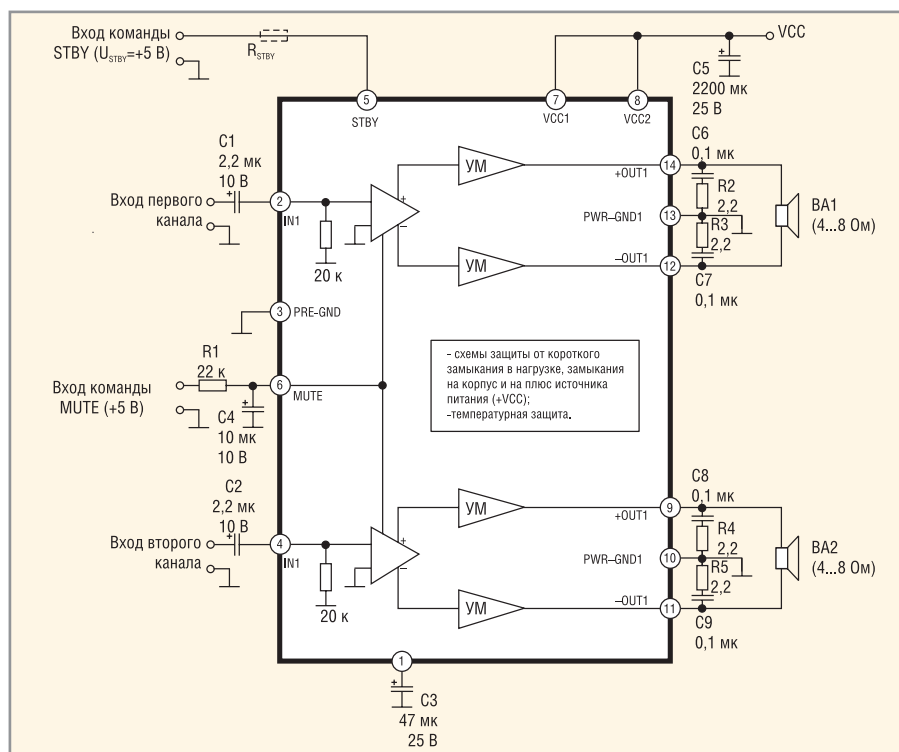 Вход команды
STBY (USTBY=+5 В)
RSTBY
VCC
C5
2200 мк
25 В
5
STBY
7
VCC1
8
VCC2
C1
2,2 мк
10 В
Вход первого
канала
2
IN1
20 к
+
−
УМ
УМ
14
+OUT1
PWR–GND1
13
–OUT1
12
C6
0,1 мк
R2
2,2
R3
2,2
C7
0,1 мк
BA1
(4...8 Ом)
3
PRE-GND
R1
22 к
Вход команды
MUTE (+5 В)
6
MUTE
C4
10 мк
10 В
- схемы защиты от короткого
замыкания в нагрузке, замыкания
на корпус и на плюс источника
питания (+VCC);
-температурная защита.
C2
2,2 мк
10 В
Вход второго
канала
4
IN1
20 к
+
−
УМ
УМ
9
+OUT1
PWR–GND1
10
–OUT1
11
C8
0,1 мк
R4
2,2
R5
2,2
C9
0,1 мк
BA2
(4...8 Ом)
1
+
C3
47 мк
25 В